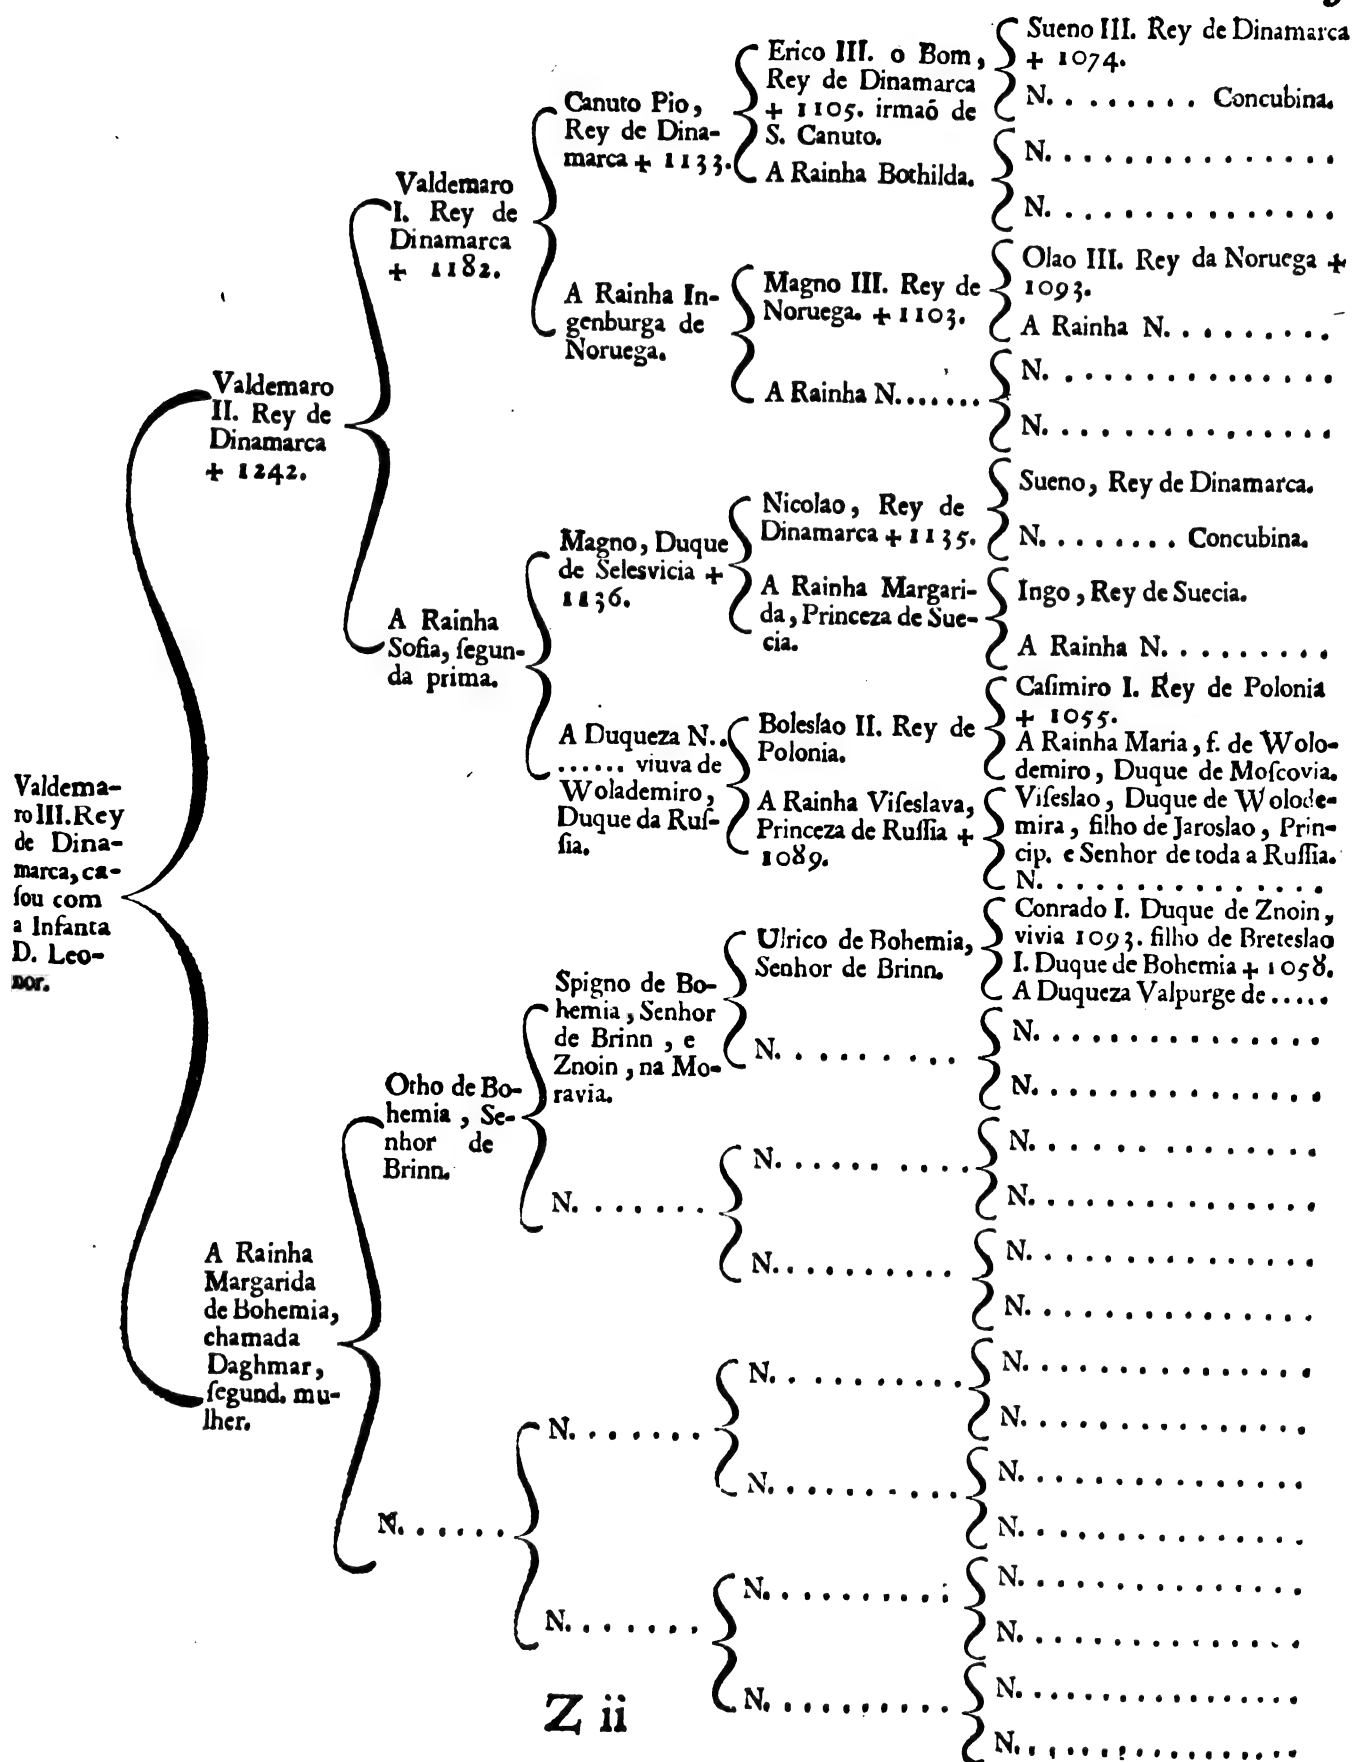 Valdema-
ro III. Rey
de Dina-
marca, ca-
ſou com
a Infanta
D. Leo-
nor.
Valdemaro
II. Rey de
Dinamarca
+ 1242.
A Rainha
Margarida
de Bohemia,
chamada
Daghmar,
ſegund. mu-
lher.
Valdemaro
I. Rey de
Dinamarca
+ 1182.
A Rainha
Sofia, ſegun-
da prima.
Otho de Bo-
hemia, Se-
nhor de
Brinn.
N. . . . . . .
Canuto Pio,
Rey de Dina-
marca + 1133.
A Rainha In-
genburga de
Noruega.
Magno, Duque
de Selesvicia +
1136.
A Duqueza N. .
. . . . . . viuva de
Wolademiro,
Duque da Ruſ-
ſia.
Spigno de Bo-
hemia, Senhor
de Brinn, e
Znoin, na Mo-
ravia.
N. . . . . . . .
N. . . . . . . .
N. . . . . . . .
Erico III. o Bom,
Rey de Dinamarca
+ 1105. irmaõ de
S. Canuto.
A Rainha Bothilda.
Magno III. Rey de
Noruega. + 1103.
A Rainha N. . . . . . .
Nicolao, Rey de
Dinamarca + 1135.
A Rainha Margari-
da, Princeza de Sue-
cia.
Boleslao II. Rey de
Polonia.
A Rainha Viſeslava,
Princeza de Ruſſia +
1089.
Ulrico de Bohemia,
Senhor de Brinn.
N. . . . . . . . . .
N. . . . . . . . . . .
N. . . . . . . . . .
N. . . . . . . . . . .
N. . . . . . . . . . .
N. . . . . . . . . . .
N. . . . . . . . . . .
Sueno III. Rey de Dinamarca
+ 1074.
N. . . . . . . . Concubina.
N. . . . . . . . . . . . . . .
N. . . . . . . . . . . . . . .
Olao III. Rey da Noruega +
1093.
A Rainha N. . . . . . . . .
N. . . . . . . . . . . . . . .
N. . . . . . . . . . . . . . .
Sueno, Rey de Dinamarca.
N. . . . . . . . Concubina.
Ingo, Rey de Suecia.
A Rainha N. . . . . . . . .
Caſimiro I. Rey de Polonia
+ 1055.
A Rainha Maria, f. de Wolo-
demiro, Duque de Moſcovia.
Viſeslao, Duque de Wolode-
mira, filho de Jaroslao, Prin-
cip. e Senhor de toda a Ruſſia.
N. . . . . . . . . . . . . . .
Conrado I. Duque de Znoin,
vivia 1093. filho de Breteslao
I. Duque de Bohemia + 1058.
A Duqueza Valpurge de . . . . .
N. . . . . . . . . . . . . . .
N. . . . . . . . . . . . . . .
N. . . . . . . . . . . . . . .
N. . . . . . . . . . . . . . .
N. . . . . . . . . . . . . . .
N. . . . . . . . . . . . . . .
N. . . . . . . . . . . . . . .
N. . . . . . . . . . . . . . .
N. . . . . . . . . . . . . . .
N. . . . . . . . . . . . . . .
N. . . . . . . . . . . . . . .
N. . . . . . . . . . . . . . .
N. . . . . . . . . . . . . . .
N. . . . . . . . . . . . . . .
Z ii